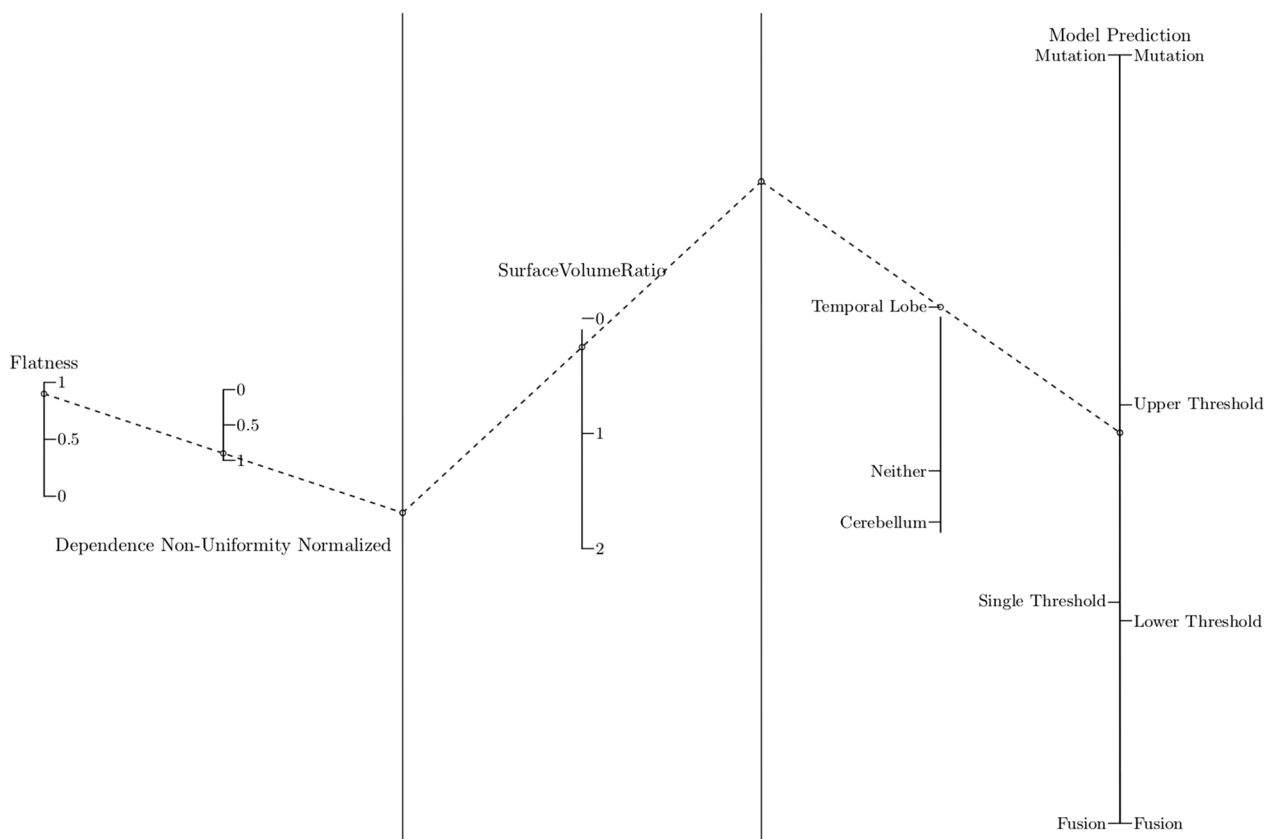 Model Prediction
Mutation Mutation
SurfaceVolumeRatio
0
Temporal Lobe
Flatness
1
0
Upper Threshold
0.5
1
0.5
1
Neither
0
Cerebellum
Dependence Non-Uniformity Normalized
2
Single Threshold
Lower Threshold
Fusion Fusion